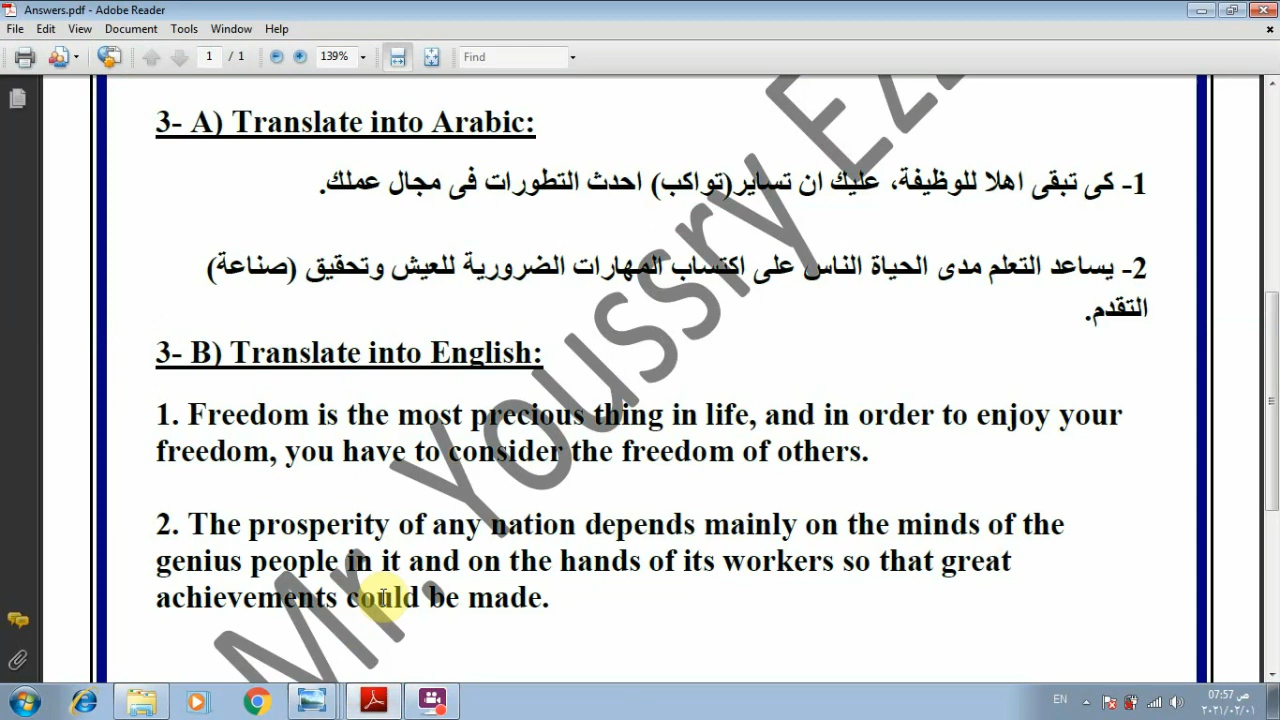 Answers.pdf - Adobe Reader
File Edit View Document Tools Window Help
1 / 1 139% Find
3- A) Translate into Arabic:
1- كى تبقى اهلا للوظيفة، عليك ان تساير(تواكب) احدث التطورات فى مجال عملك.
2- يساعد التعلم مدى الحياة الناس على اكتساب المهارات الضرورية للعيش وتحقيق (صناعة)
التقدم.
3- B) Translate into English:
1. Freedom is the most precious thing in life, and in order to enjoy your
freedom, you have to consider the freedom of others.
2. The prosperity of any nation depends mainly on the minds of the
genius people in it and on the hands of its workers so that great
achievements could be made.
Mr. Youssry
EN
07:57 ص
٢٠٢١/٠٢/٠١